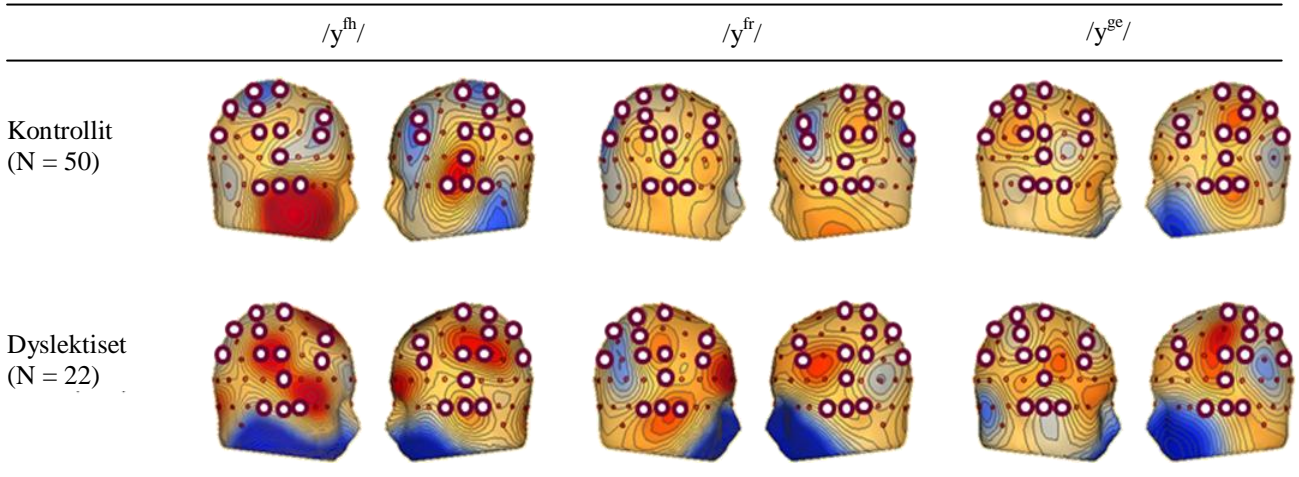 /y^fh/ /y^fr/ /y^ge/
Kontrollit
(N = 50)
Dyslektiset
(N = 22)